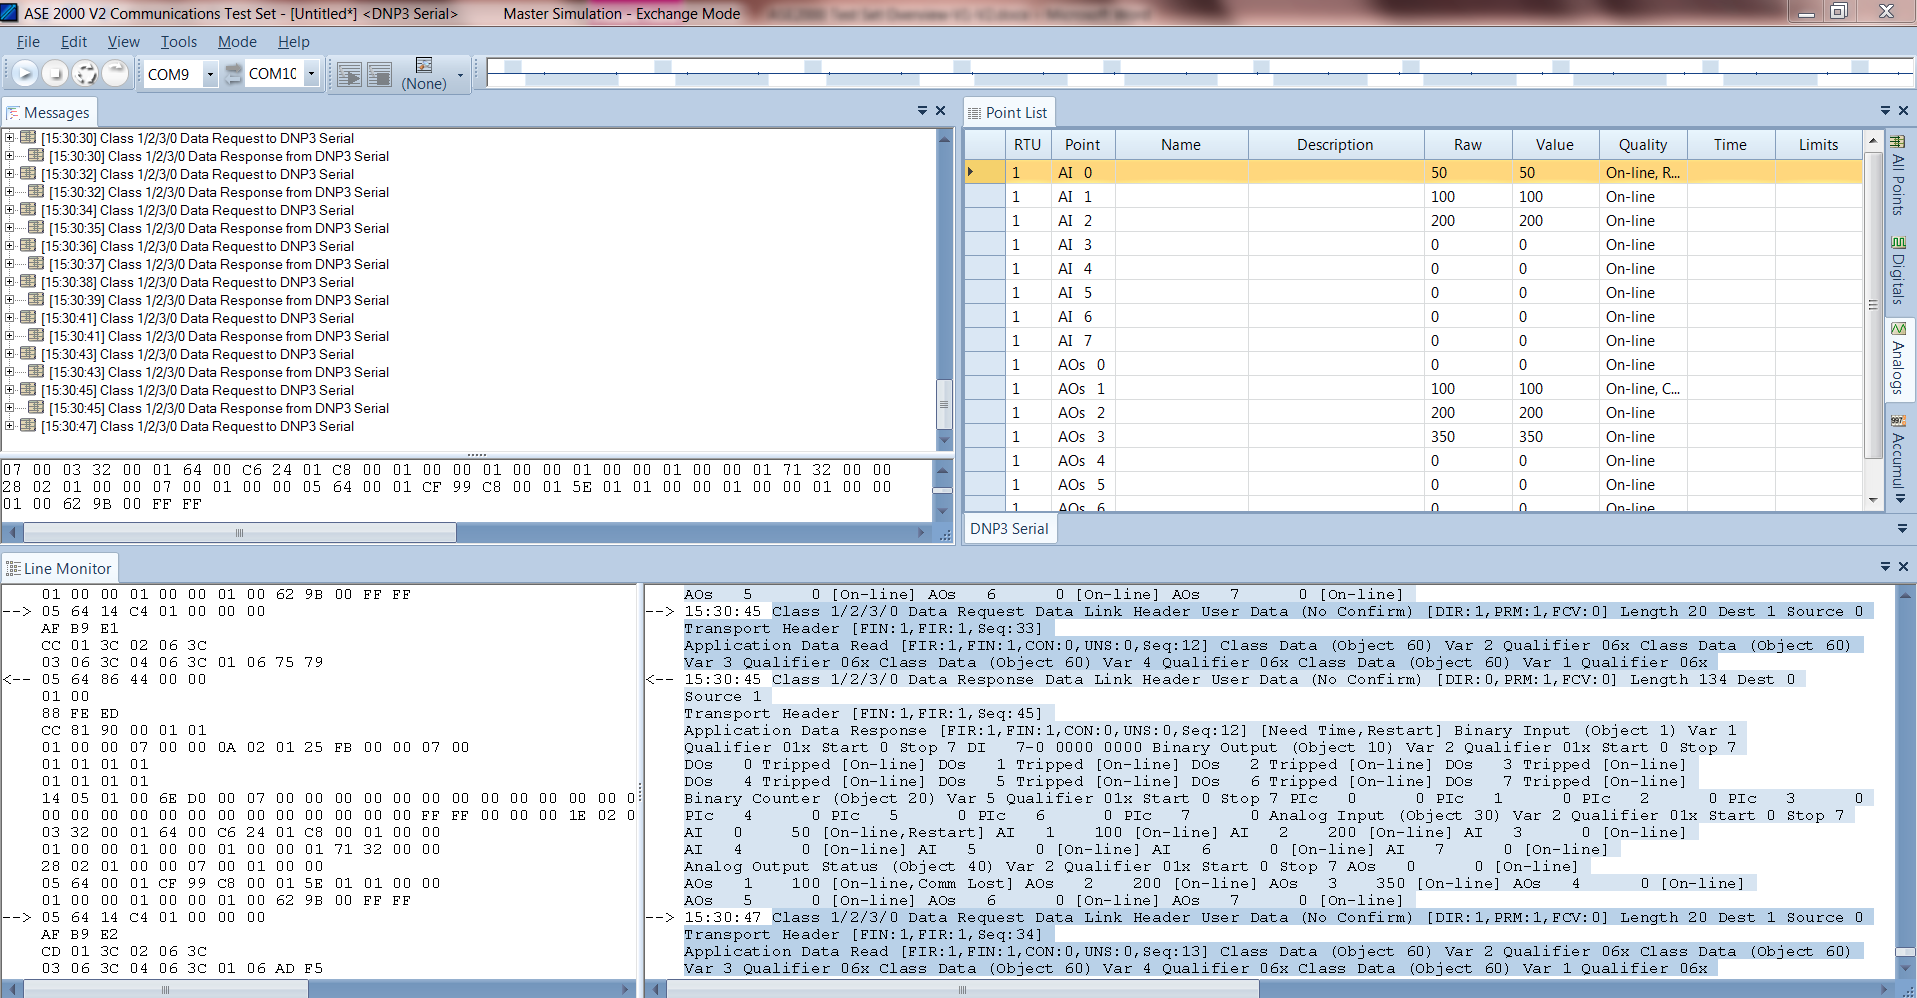 ASE 2000 V2 Communications Test Set - [Untitled*] <DNP3 Serial> Master Simulation - Exchange Mode
File Edit View Tools Mode Help
COM9 COM10 (None)
Messages
[15:30:30] Class 1/2/3/0 Data Request to DNP3 Serial
[15:30:30] Class 1/2/3/0 Data Response from DNP3 Serial
[15:30:32] Class 1/2/3/0 Data Request to DNP3 Serial
[15:30:32] Class 1/2/3/0 Data Response from DNP3 Serial
[15:30:34] Class 1/2/3/0 Data Request to DNP3 Serial
[15:30:35] Class 1/2/3/0 Data Response from DNP3 Serial
[15:30:36] Class 1/2/3/0 Data Request to DNP3 Serial
[15:30:37] Class 1/2/3/0 Data Response from DNP3 Serial
[15:30:38] Class 1/2/3/0 Data Request to DNP3 Serial
[15:30:39] Class 1/2/3/0 Data Response from DNP3 Serial
[15:30:41] Class 1/2/3/0 Data Request to DNP3 Serial
[15:30:41] Class 1/2/3/0 Data Response from DNP3 Serial
[15:30:43] Class 1/2/3/0 Data Request to DNP3 Serial
[15:30:43] Class 1/2/3/0 Data Response from DNP3 Serial
[15:30:45] Class 1/2/3/0 Data Request to DNP3 Serial
[15:30:45] Class 1/2/3/0 Data Response from DNP3 Serial
[15:30:47] Class 1/2/3/0 Data Request to DNP3 Serial
07 00 03 32 00 01 64 00 C6 24 01 C8 00 01 00 00 01 00 00 01 00 00 01 00 00 01 71 32 00 00
28 02 01 00 00 07 00 01 00 00 05 64 00 01 CF 99 C8 00 01 5E 01 01 00 00 01 00 00 01 00 00
01 00 62 9B 00 FF FF
Point List
RTU Point Name Description Raw Value Quality Time Limits
1 AI 0 50 50 On-line, R...
1 AI 1 100 100 On-line
1 AI 2 200 200 On-line
1 AI 3 0 0 On-line
1 AI 4 0 0 On-line
1 AI 5 0 0 On-line
1 AI 6 0 0 On-line
1 AI 7 0 0 On-line
1 AOs 0 0 0 On-line
1 AOs 1 100 100 On-line, C...
1 AOs 2 200 200 On-line
1 AOs 3 350 350 On-line
1 AOs 4 0 0 On-line
1 AOs 5 0 0 On-line
1 AOs 6 0 0 On-line
All Points
Digitals
Analogs
Accumul
DNP3 Serial
Line Monitor
01 00 00 01 00 00 01 00 62 9B 00 FF FF
--> 05 64 14 C4 01 00 00 00
AF B9 E1
CC 01 3C 02 06 3C
03 06 3C 04 06 3C 01 06 75 79
<-- 05 64 86 44 00 00
01 00
88 FE ED
CC 81 90 00 01 01
01 00 00 07 00 00 0A 02 01 25 FB 00 00 07 00
01 01 01 01
01 01 01 01
14 05 01 00 6E D0 00 07 00 00 00 00 00 00 00 00 00 00 00 00 0
00 00 00 00 00 00 00 00 00 00 00 00 00 00 FF FF 00 00 00 1E 02 0
03 32 00 01 64 00 C6 24 01 C8 00 01 00 00
01 00 00 01 00 00 01 00 00 01 71 32 00 00
28 02 01 00 00 07 00 01 00 00
05 64 00 01 CF 99 C8 00 01 5E 01 01 00 00
01 00 00 01 00 00 01 00 62 9B 00 FF FF
--> 05 64 14 C4 01 00 00 00
AF B9 E2
CD 01 3C 02 06 3C
03 06 3C 04 06 3C 01 06 AD F5
AOs 5 0 [On-line] AOs 6 0 [On-line] AOs 7 0 [On-line]
--> 15:30:45 Class 1/2/3/0 Data Request Data Link Header User Data (No Confirm) [DIR:1,PRM:1,FCV:0] Length 20 Dest 1 Source 0
Transport Header [FIN:1,FIR:1,Seq:33]
Application Data Read [FIR:1,FIN:1,CON:0,UNS:0,Seq:12] Class Data (Object 60) Var 2 Qualifier 06x Class Data (Object 60)
Var 3 Qualifier 06x Class Data (Object 60) Var 4 Qualifier 06x Class Data (Object 60) Var 1 Qualifier 06x
<-- 15:30:45 Class 1/2/3/0 Data Response Data Link Header User Data (No Confirm) [DIR:0,PRM:1,FCV:0] Length 134 Dest 0
Source 1
Transport Header [FIN:1,FIR:1,Seq:45]
Application Data Response [FIR:1,FIN:1,CON:0,UNS:0,Seq:12] [Need Time,Restart] Binary Input (Object 1) Var 1
Qualifier 01x Start 0 Stop 7 DI 7-0 0000 0000 Binary Output (Object 10) Var 2 Qualifier 01x Start 0 Stop 7
DOs 0 Tripped [On-line] DOs 1 Tripped [On-line] DOs 2 Tripped [On-line] DOs 3 Tripped [On-line]
DOs 4 Tripped [On-line] DOs 5 Tripped [On-line] DOs 6 Tripped [On-line] DOs 7 Tripped [On-line]
Binary Counter (Object 20) Var 5 Qualifier 01x Start 0 Stop 7 PIc 0 0 PIc 1 0 PIc 2 0 PIc 3 0
PIc 4 0 PIc 5 0 PIc 6 0 PIc 7 0 Analog Input (Object 30) Var 2 Qualifier 01x Start 0 Stop 7
AI 0 50 [On-line,Restart] AI 1 100 [On-line] AI 2 200 [On-line] AI 3 0 [On-line]
AI 4 0 [On-line] AI 5 0 [On-line] AI 6 0 [On-line] AI 7 0 [On-line]
Analog Output Status (Object 40) Var 2 Qualifier 01x Start 0 Stop 7 AOs 0 0 [On-line]
AOs 1 100 [On-line,Comm Lost] AOs 2 200 [On-line] AOs 3 350 [On-line] AOs 4 0 [On-line]
AOs 5 0 [On-line] AOs 6 0 [On-line] AOs 7 0 [On-line]
--> 15:30:47 Class 1/2/3/0 Data Request Data Link Header User Data (No Confirm) [DIR:1,PRM:1,FCV:0] Length 20 Dest 1 Source 0
Transport Header [FIN:1,FIR:1,Seq:34]
Application Data Read [FIR:1,FIN:1,CON:0,UNS:0,Seq:13] Class Data (Object 60) Var 2 Qualifier 06x Class Data (Object 60)
Var 3 Qualifier 06x Class Data (Object 60) Var 4 Qualifier 06x Class Data (Object 60) Var 1 Qualifier 06x